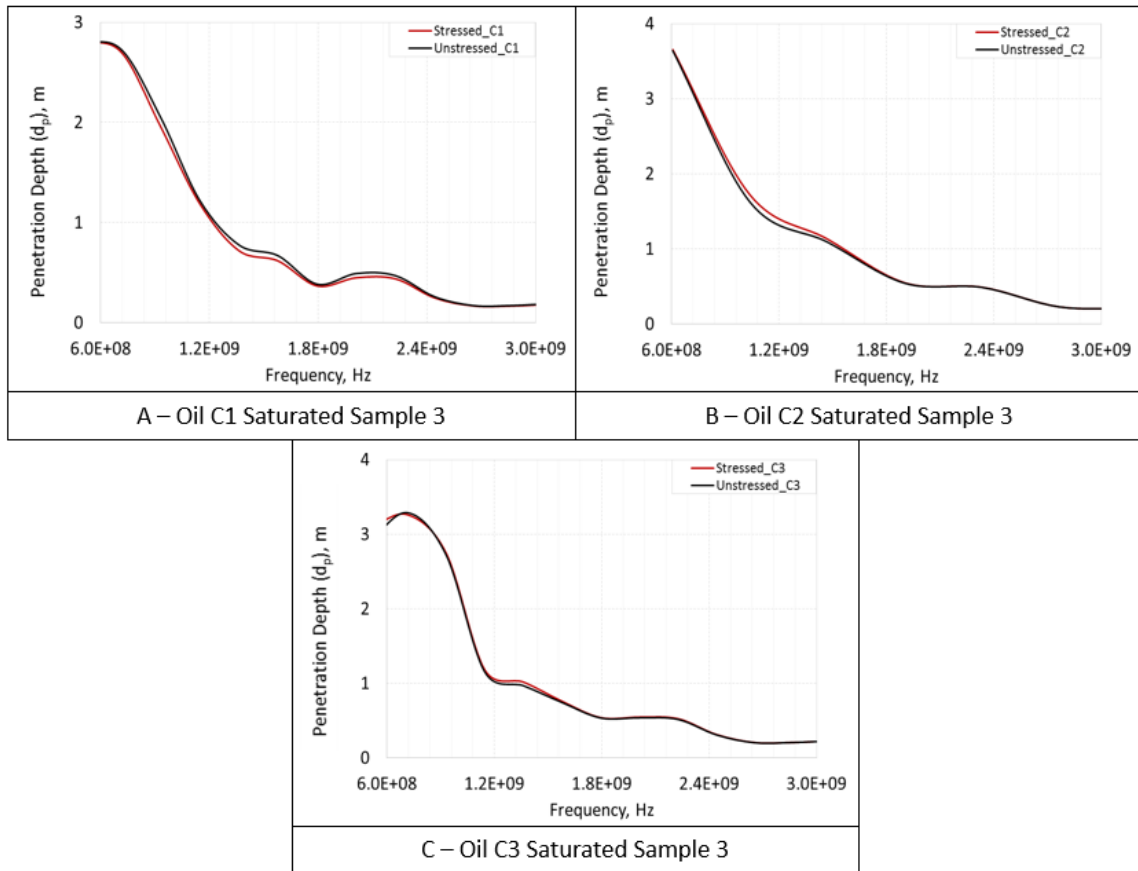 3
2
1
0
Penetration Depth (dp), m
Stressed_C1
Unstressed_C1
6.0E+08 1.2E+09 1.8E+09 2.4E+09 3.0E+09
Frequency, Hz
A – Oil C1 Saturated Sample 3
4
3
2
1
0
Penetration Depth (dp), m
Stressed_C2
Unstressed_C2
6.0E+08 1.2E+09 1.8E+09 2.4E+09 3.0E+09
Frequency, Hz
B – Oil C2 Saturated Sample 3
4
3
2
1
0
Penetration Depth (dp), m
Stressed_C3
Unstressed_C3
6.0E+08 1.2E+09 1.8E+09 2.4E+09 3.0E+09
Frequency, Hz
C – Oil C3 Saturated Sample 3